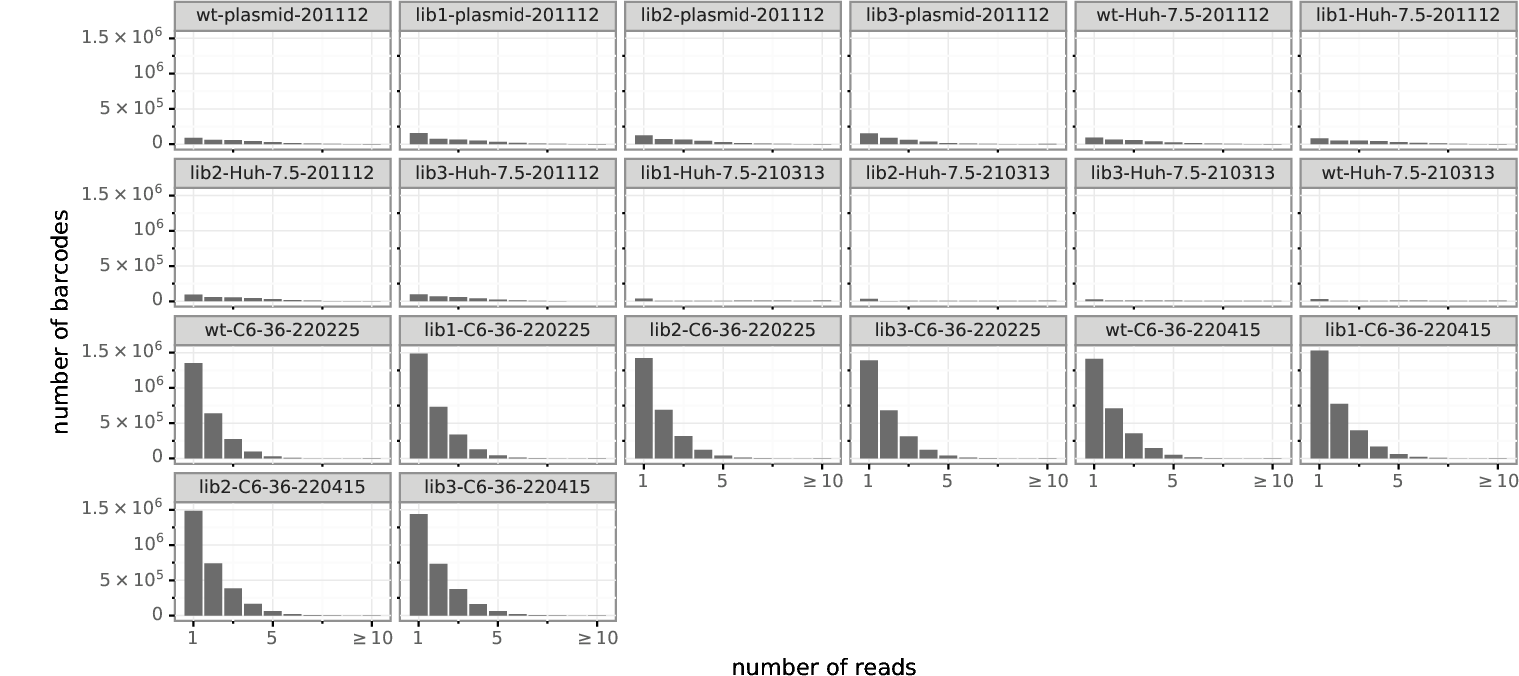 wt-plasmid-201112 lib1-plasmid-201112 lib2-plasmid-201112 lib3-plasmid-201112 wt-Huh-7.5-201112 lib1-Huh-7.5-201112
1.5 × 10⁶
10⁶
5 × 10⁵
0
lib2-Huh-7.5-201112 lib3-Huh-7.5-201112 lib1-Huh-7.5-210313 lib2-Huh-7.5-210313 lib3-Huh-7.5-210313 wt-Huh-7.5-210313
1.5 × 10⁶
10⁶
5 × 10⁵
0
number of barcodes
wt-C6-36-220225 lib1-C6-36-220225 lib2-C6-36-220225 lib3-C6-36-220225 wt-C6-36-220415 lib1-C6-36-220415
1.5 × 10⁶
10⁶
5 × 10⁵
0
1 5 ≥ 10 1 5 ≥ 10 1 5 ≥ 10 1 5 ≥ 10
lib2-C6-36-220415 lib3-C6-36-220415
1.5 × 10⁶
10⁶
5 × 10⁵
0
1 5 ≥ 10 1 5 ≥ 10
number of reads